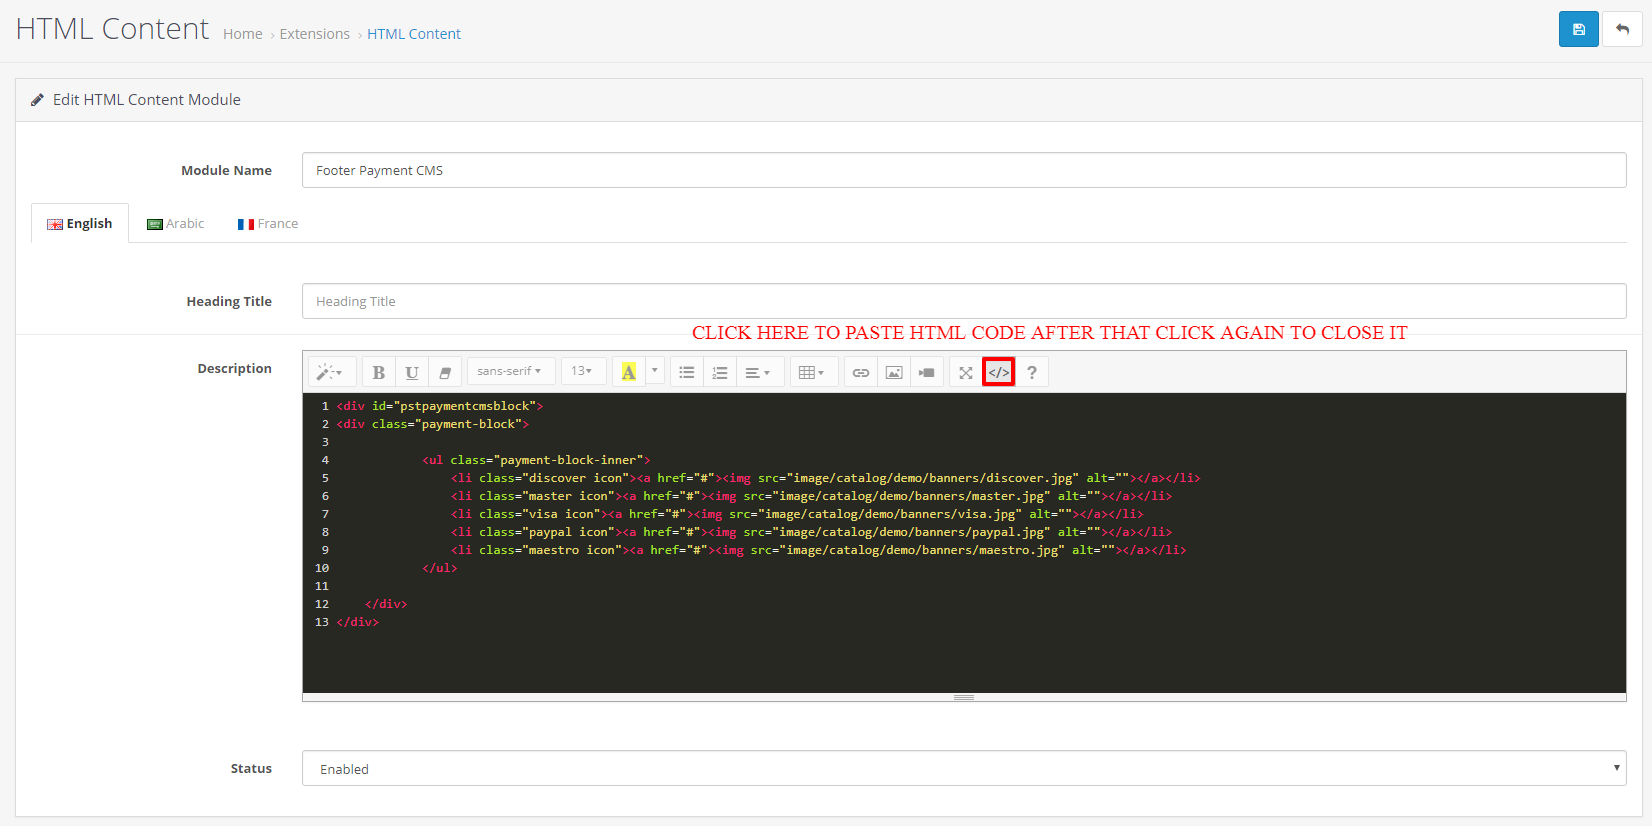 HTML Content Home › Extensions › HTML Content
Edit HTML Content Module
Module Name Footer Payment CMS
English Arabic France
Heading Title Heading Title
CLICK HERE TO PASTE HTML CODE AFTER THAT CLICK AGAIN TO CLOSE IT
Description
B U sans-serif 13 A </> ?
1 <div id="pstpaymentcmsblock">
2 <div class="payment-block">
3
4 <ul class="payment-block-inner">
5 <li class="discover icon"><a href="#"><img src="image/catalog/demo/banners/discover.jpg" alt=""></a></li>
6 <li class="master icon"><a href="#"><img src="image/catalog/demo/banners/master.jpg" alt=""></a></li>
7 <li class="visa icon"><a href="#"><img src="image/catalog/demo/banners/visa.jpg" alt=""></a></li>
8 <li class="paypal icon"><a href="#"><img src="image/catalog/demo/banners/paypal.jpg" alt=""></a></li>
9 <li class="maestro icon"><a href="#"><img src="image/catalog/demo/banners/maestro.jpg" alt=""></a></li>
10 </ul>
11
12 </div>
13 </div>
Status Enabled